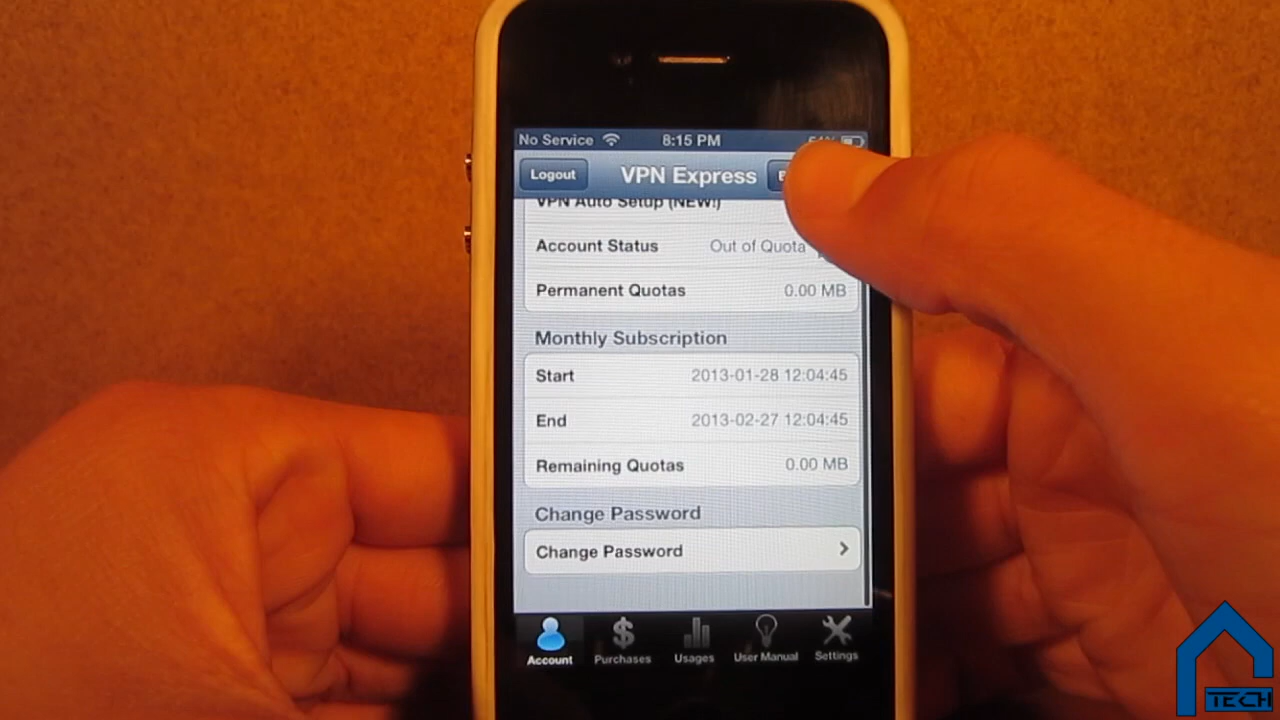 No Service 8:15 PM 51%
Logout VPN Express
VPN Auto Setup (NEW!)
Account Status Out of Quota
Permanent Quotas 0.00 MB
Monthly Subscription
Start 2013-01-28 12:04:45
End 2013-02-27 12:04:45
Remaining Quotas 0.00 MB
Change Password
Change Password
Account Purchases Usages User Manual Settings
TECH